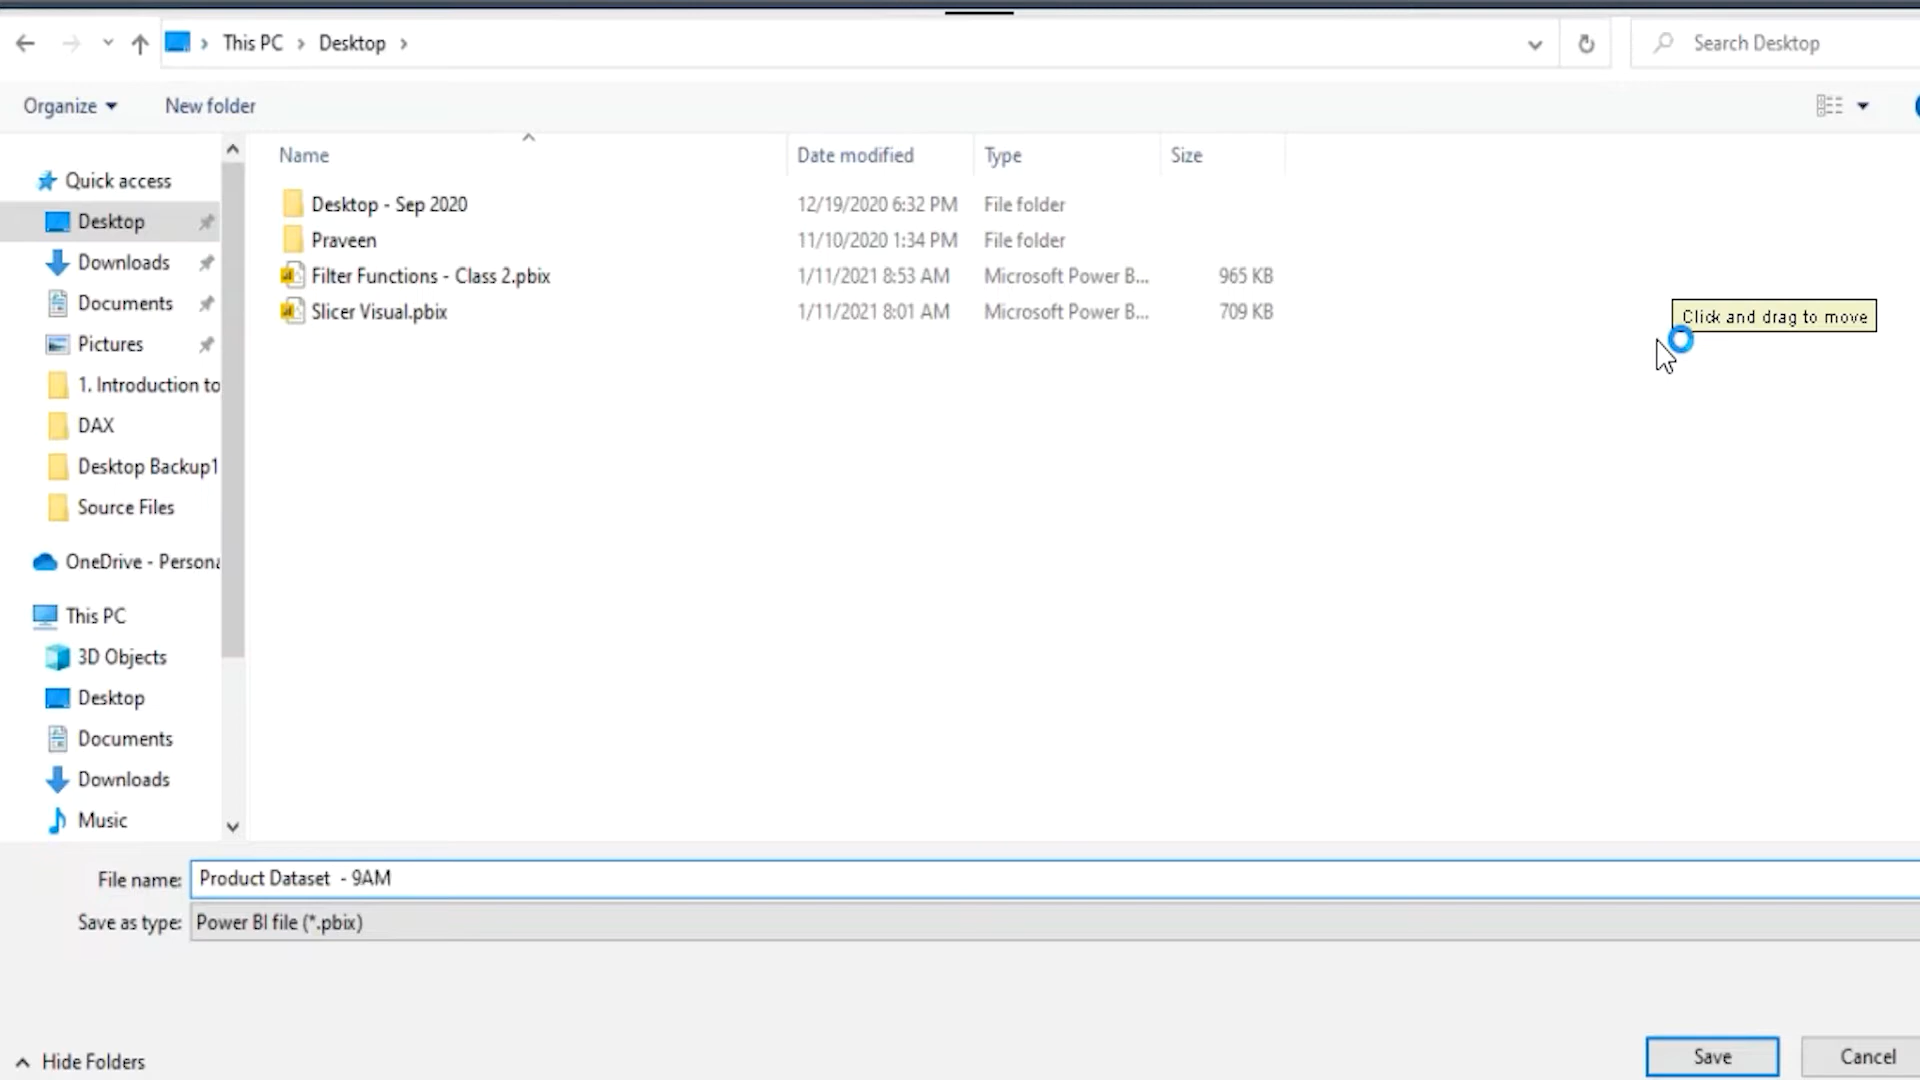 This PC > Desktop >
Search Desktop
Organize
New folder
Name
Date modified
Type
Size
Quick access
Desktop
Downloads
Documents
Pictures
1. Introduction to
DAX
Desktop Backup1
Source Files
OneDrive - Persona
This PC
3D Objects
Desktop
Documents
Downloads
Music
Desktop - Sep 2020 12/19/2020 6:32 PM File folder
Praveen 11/10/2020 1:34 PM File folder
Filter Functions - Class 2.pbix 1/11/2021 8:53 AM Microsoft Power B... 965 KB
Slicer Visual.pbix 1/11/2021 8:01 AM Microsoft Power B... 709 KB
Click and drag to move
File name: Product Dataset  - 9AM
Save as type: Power BI file (*.pbix)
Hide Folders
Save
Cancel